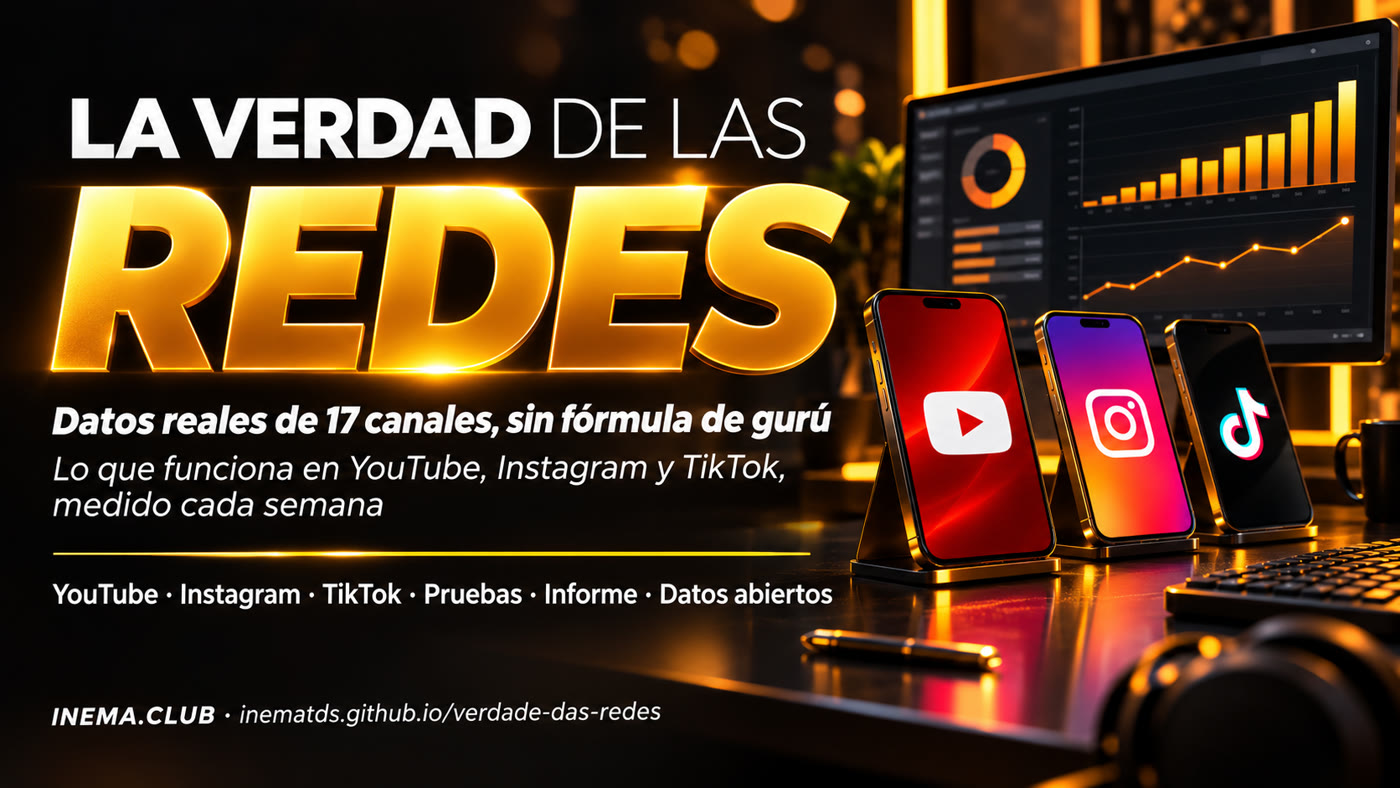 LA VERDAD DE LAS
REDES
Datos reales de 17 canales, sin fórmula de gurú
Lo que funciona en YouTube, Instagram y TikTok,
medido cada semana
YouTube · Instagram · TikTok · Pruebas · Informe · Datos abiertos
INEMA.CLUB · inematds.github.io/verdade-das-redes